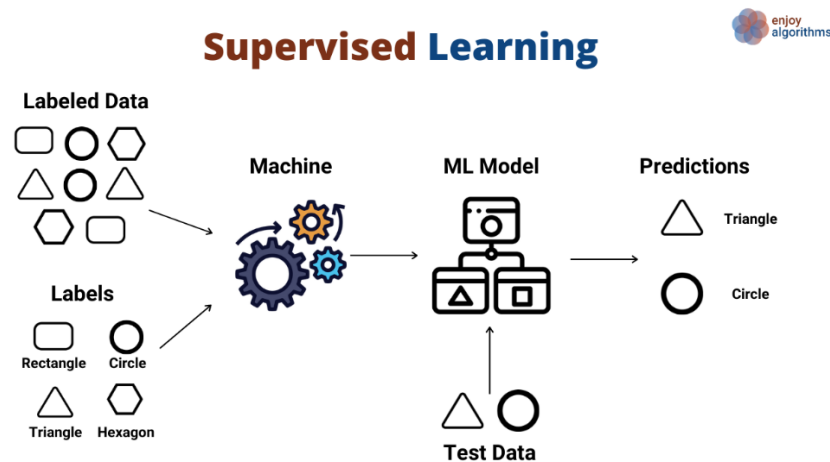 enjoy
algorithms
Supervised Learning
Labeled Data
Machine
ML Model
Predictions
Triangle
Circle
Labels
Rectangle Circle
Triangle Hexagon
Test Data